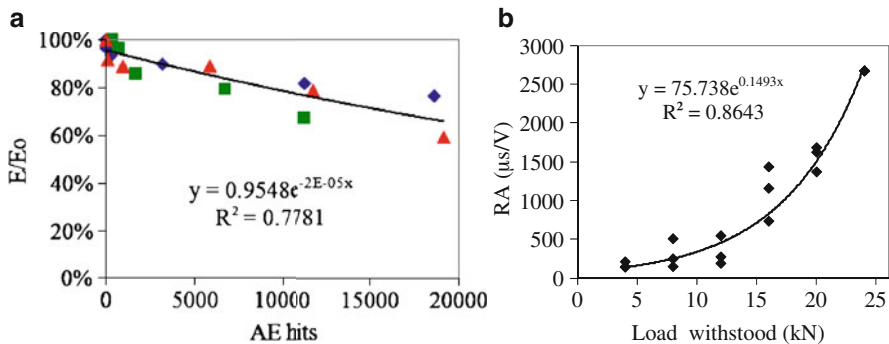 a
100%
80%
60%
40%
20%
0%
E/Eo
y = 0.9548e^-2E-05x
R² = 0.7781
0 5000 10000 15000 20000
AE hits
b
3000
2500
2000
1500
1000
500
0
RA (µs/V)
y = 75.738e^0.1493x
R² = 0.8643
0 5 10 15 20 25
Load withstood (kN)